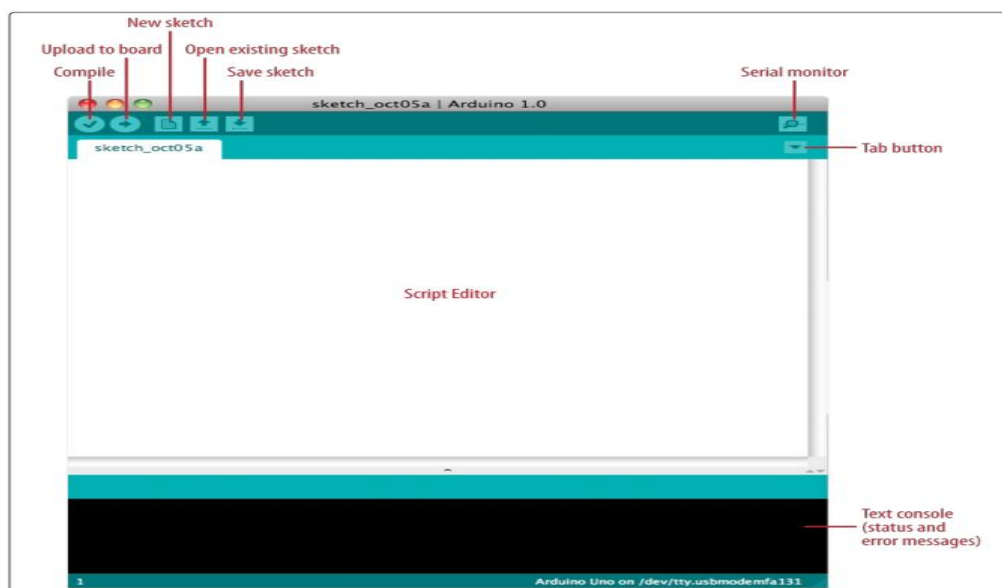 New sketch
Upload to board
Open existing sketch
Compile
Save sketch
Serial monitor
sketch_oct05a | Arduino 1.0
sketch_oct05a
Tab button
Script Editor
Text console
(status and
error messages)
1
Arduino Uno on /dev/tty.usbmodemfa131